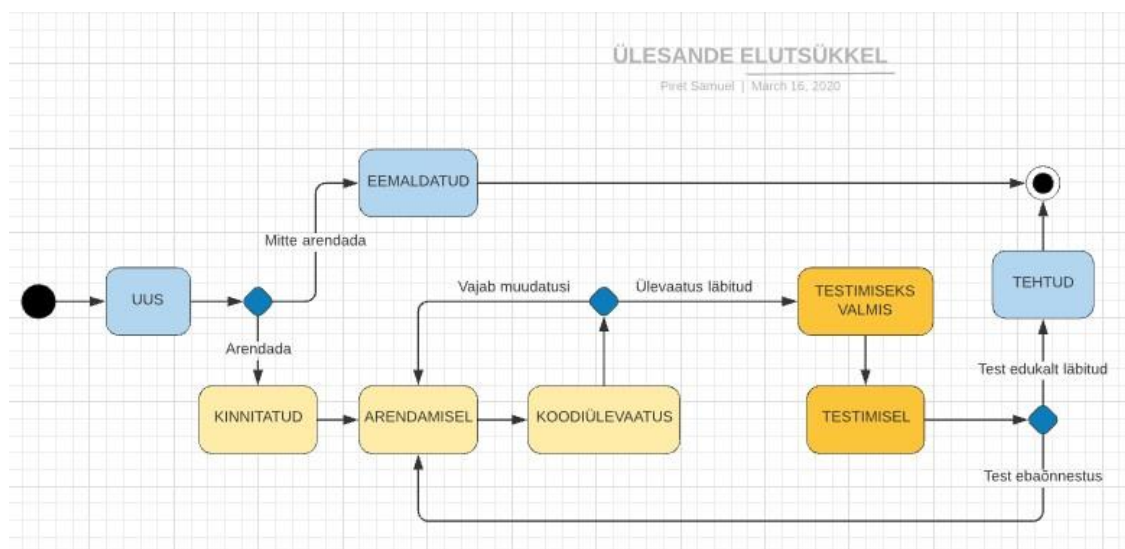 ÜLESANDE ELUTSÜKKEL
Piret Samuel | March 16, 2020
EEMALDATUD
Mitte arendada
UUS
Vajab muudatusi
Ülevaatus läbitud
TESTIMISEKS
VALMIS
TEHTUD
Arendada
Test edukalt läbitud
KINNITATUD
ARENDAMISEL
KOODIÜLEVAATUS
TESTIMISEL
Test ebaõnnestus